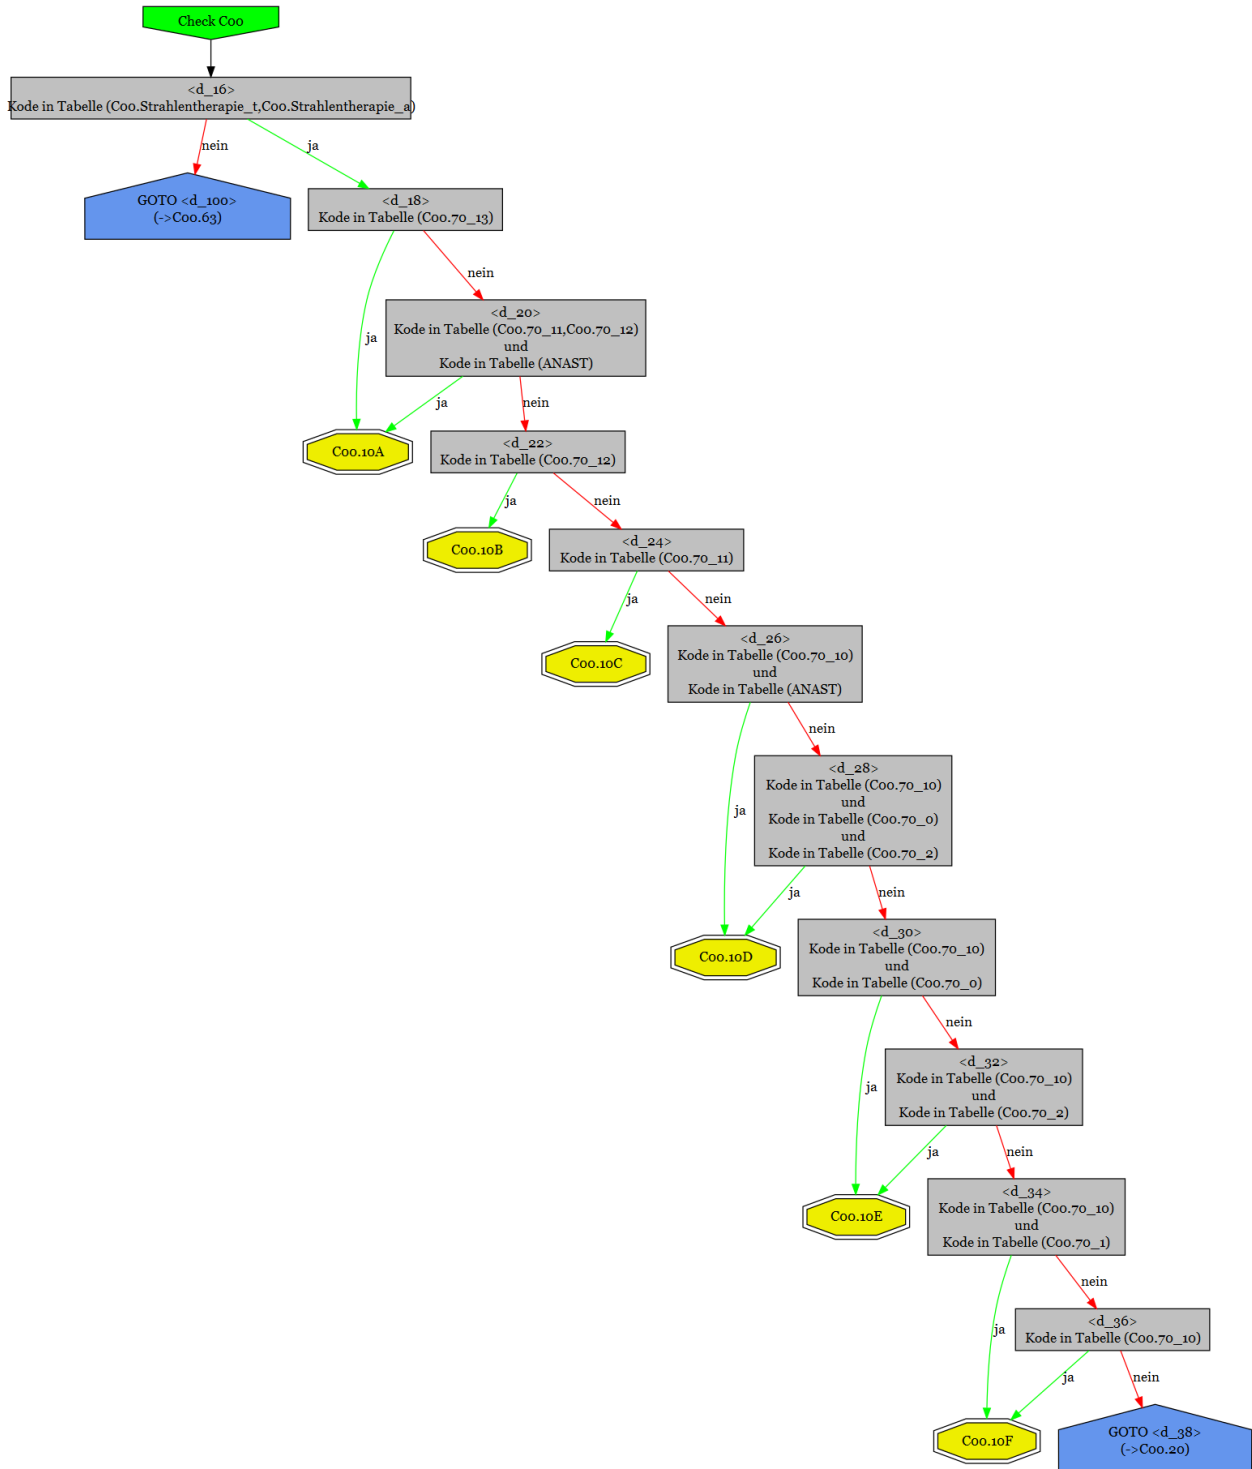 Check C00
<d_16>
Kode in Tabelle (C00.Strahlentherapie_t,C00.Strahlentherapie_a)
nein
ja
GOTO <d_100>
(->C00.63)
<d_18>
Kode in Tabelle (C00.70_13)
nein
ja
<d_20>
Kode in Tabelle (C00.70_11,C00.70_12)
und
Kode in Tabelle (ANAST)
ja
nein
C00.10A
<d_22>
Kode in Tabelle (C00.70_12)
ja
nein
C00.10B
<d_24>
Kode in Tabelle (C00.70_11)
ja
nein
C00.10C
<d_26>
Kode in Tabelle (C00.70_10)
und
Kode in Tabelle (ANAST)
nein
ja
<d_28>
Kode in Tabelle (C00.70_10)
und
Kode in Tabelle (C00.70_0)
und
Kode in Tabelle (C00.70_2)
ja
nein
C00.10D
<d_30>
Kode in Tabelle (C00.70_10)
und
Kode in Tabelle (C00.70_0)
nein
ja
<d_32>
Kode in Tabelle (C00.70_10)
und
Kode in Tabelle (C00.70_2)
ja
nein
C00.10E
<d_34>
Kode in Tabelle (C00.70_10)
und
Kode in Tabelle (C00.70_1)
nein
ja
<d_36>
Kode in Tabelle (C00.70_10)
ja
nein
C00.10F
GOTO <d_38>
(->C00.20)